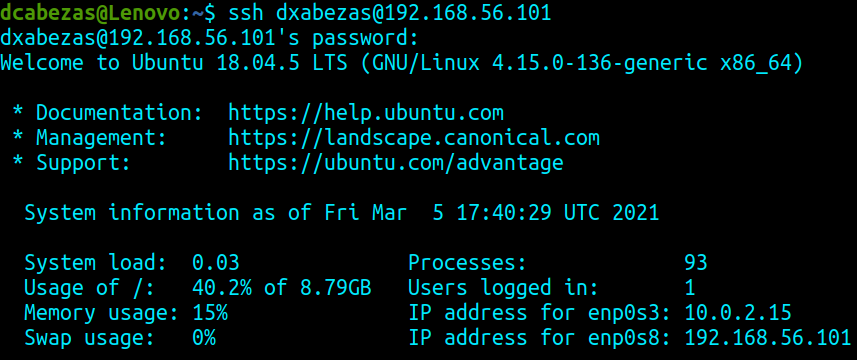 dcabezas@Lenovo:~$ ssh dxabezas@192.168.56.101
dxabezas@192.168.56.101's password:
Welcome to Ubuntu 18.04.5 LTS (GNU/Linux 4.15.0-136-generic x86_64)

 * Documentation:  https://help.ubuntu.com
 * Management:     https://landscape.canonical.com
 * Support:        https://ubuntu.com/advantage

  System information as of Fri Mar  5 17:40:29 UTC 2021

  System load:  0.03              Processes:             93
  Usage of /:   40.2% of 8.79GB   Users logged in:       1
  Memory usage: 15%               IP address for enp0s3: 10.0.2.15
  Swap usage:   0%                IP address for enp0s8: 192.168.56.101